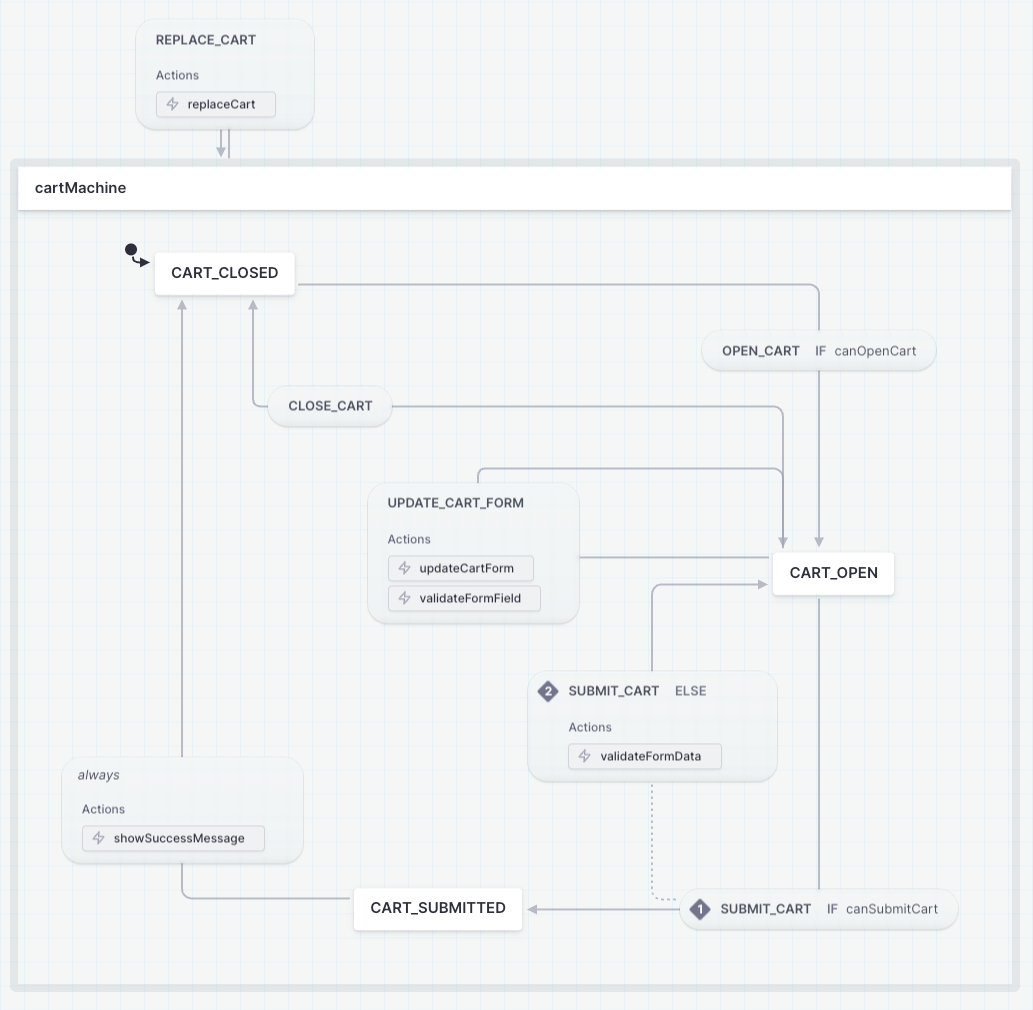 REPLACE_CART
Actions
replaceCart
cartMachine
CART_CLOSED
OPEN_CART IF canOpenCart
CLOSE_CART
UPDATE_CART_FORM
Actions
updateCartForm
validateFormField
CART_OPEN
2 SUBMIT_CART ELSE
Actions
validateFormData
always
Actions
showSuccessMessage
CART_SUBMITTED
1 SUBMIT_CART IF canSubmitCart